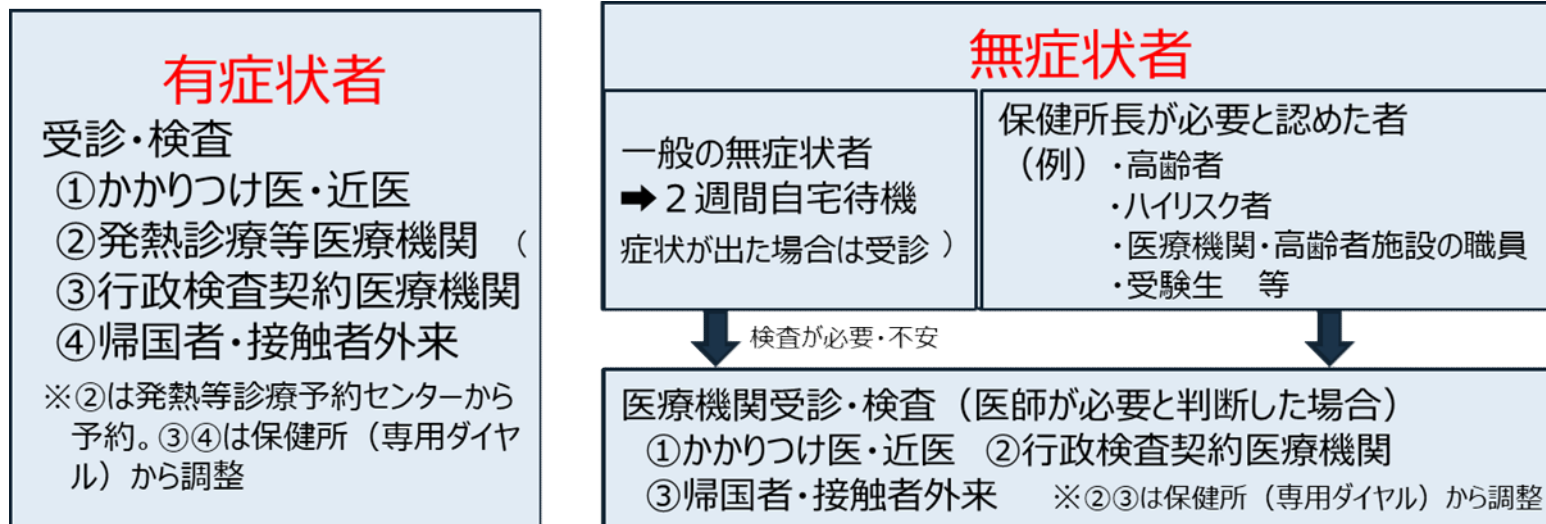 有症状者
受診・検査
①かかりつけ医・近医
②発熱診療等医療機関 (
③行政検査契約医療機関
④帰国者・接触者外来
※②は発熱等診療予約センターから
予約。③④は保健所（専用ダイヤ
ル）から調整
無症状者
一般の無症状者
➡２週間自宅待機
症状が出た場合は受診 )
保健所長が必要と認めた者
（例）・高齢者
・ハイリスク者
・医療機関・高齢者施設の職員
・受験生　等
検査が必要・不安
医療機関受診・検査（医師が必要と判断した場合）
①かかりつけ医・近医　②行政検査契約医療機関
③帰国者・接触者外来　※②③は保健所（専用ダイヤル）から調整